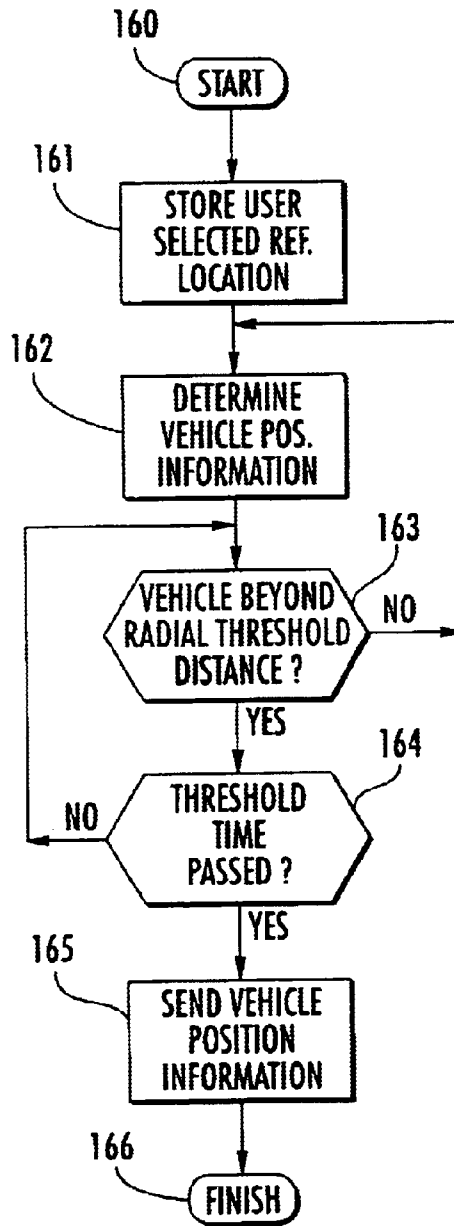 160
START
161
STORE USER
SELECTED REF.
LOCATION
162
DETERMINE
VEHICLE POS.
INFORMATION
163
VEHICLE BEYOND
RADIAL THRESHOLD
DISTANCE ?
NO
YES
164
THRESHOLD
TIME
PASSED ?
NO
YES
165
SEND VEHICLE
POSITION
INFORMATION
166
FINISH